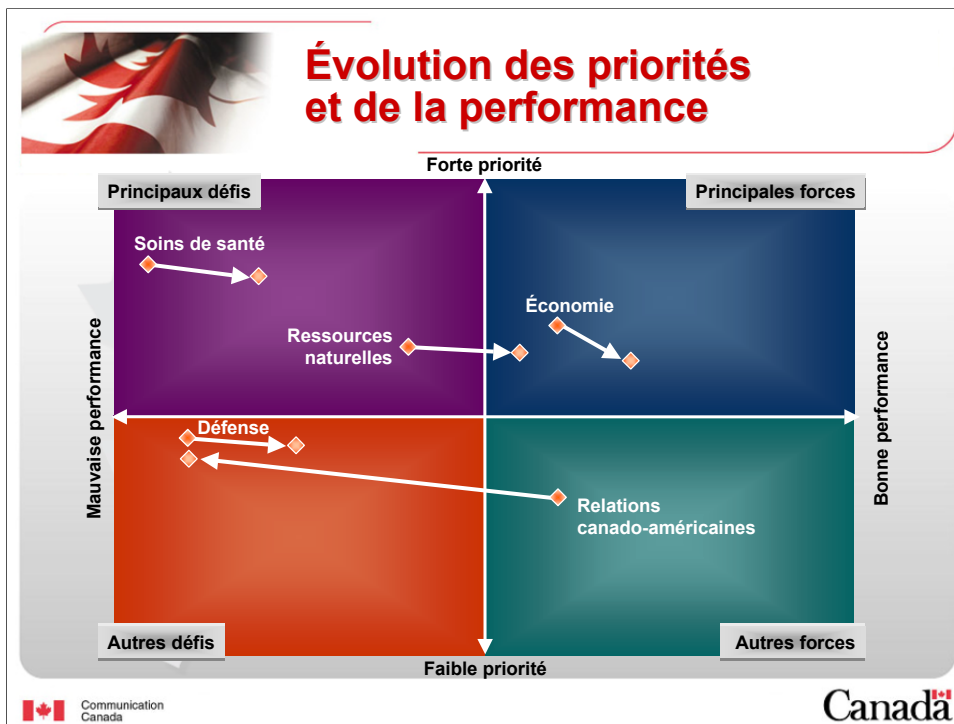 Évolution des priorités
et de la performance
Forte priorité
Principaux défis
Principales forces
Soins de santé
Économie
Ressources
naturelles
Mauvaise performance
Bonne performance
Défense
Relations
canado-américaines
Autres défis
Autres forces
Faible priorité
Communication
Canada
Canada